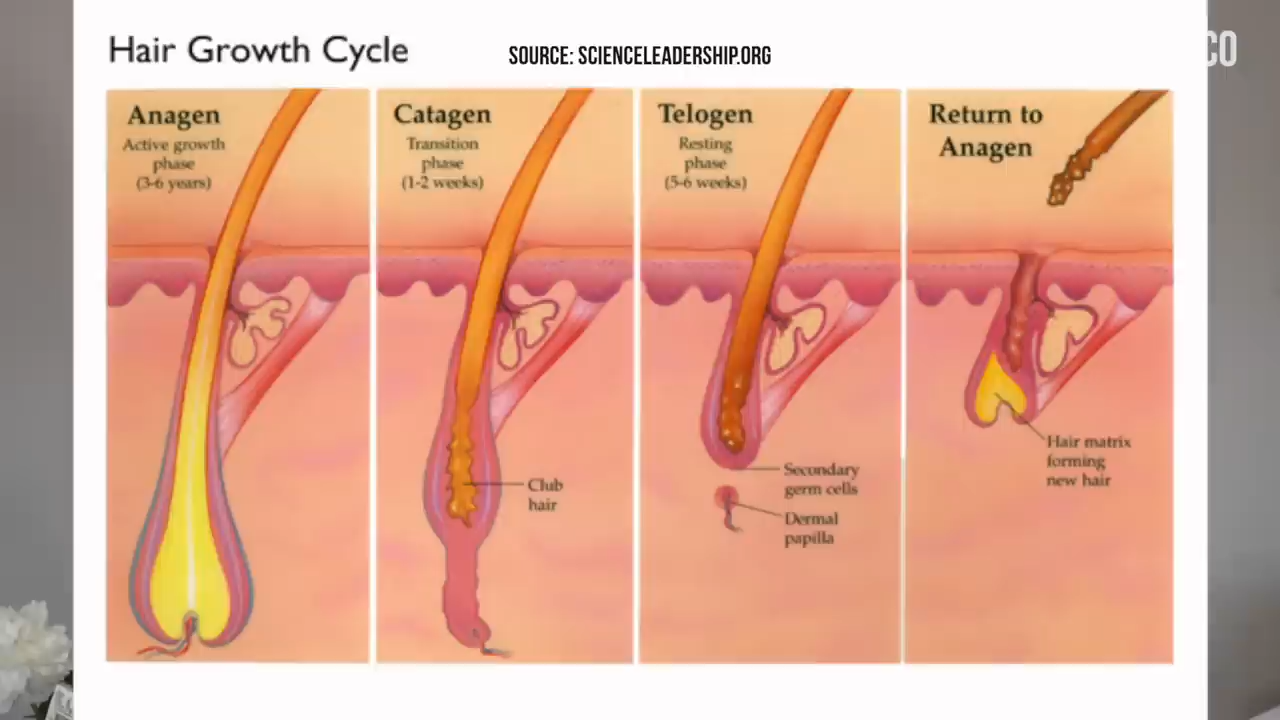 Hair Growth Cycle
SOURCE: SCIENCELEADERSHIP.ORG
CO
Anagen
Active growth
phase
(3-6 years)
Catagen
Transition
phase
(1-2 weeks)
Club
hair
Telogen
Resting
phase
(5-6 weeks)
Secondary
germ cells
Dermal
papilla
Return to
Anagen
Hair matrix
forming
new hair